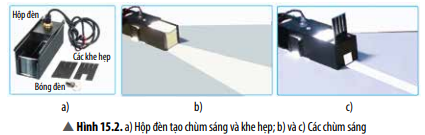 Hộp đèn
Các khe hẹp
Bóng đèn
a)
b)
c)
▲ Hình 15.2. a) Hộp đèn tạo chùm sáng và khe hẹp; b) và c) Các chùm sáng